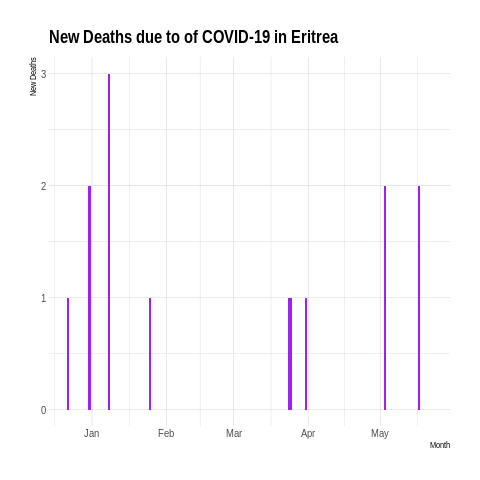 New Deaths due to of COVID-19 in Eritrea
New Deaths
3
2
1
0
Jan Feb Mar Apr May
Month